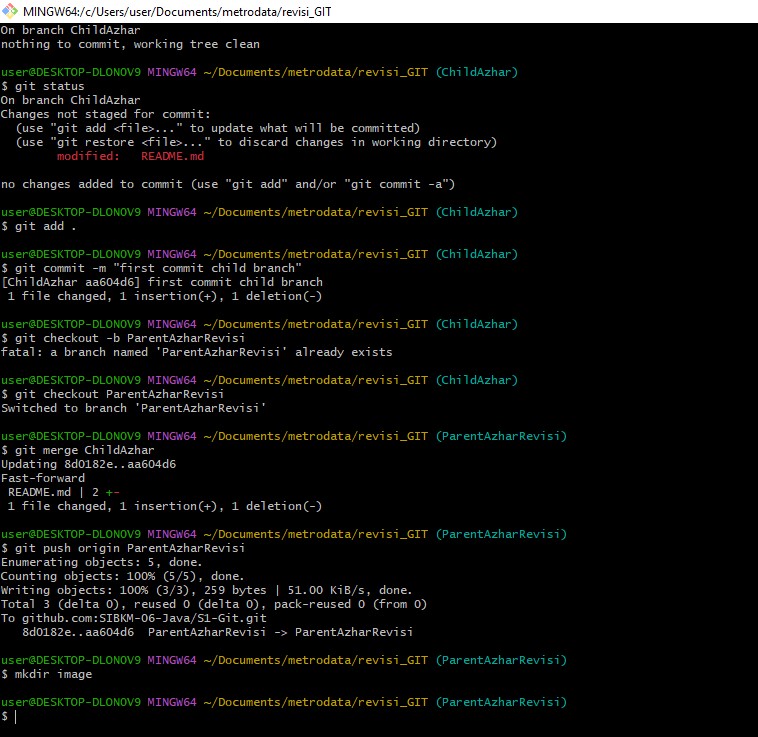 MINGW64:/c/Users/user/Documents/metrodata/revisi_GIT
On branch ChildAzhar
nothing to commit, working tree clean
user@DESKTOP-DLONOV9 MINGW64 ~/Documents/metrodata/revisi_GIT (ChildAzhar)
$ git status
On branch ChildAzhar
Changes not staged for commit:
  (use "git add <file>..." to update what will be committed)
  (use "git restore <file>..." to discard changes in working directory)
        modified:   README.md
no changes added to commit (use "git add" and/or "git commit -a")
user@DESKTOP-DLONOV9 MINGW64 ~/Documents/metrodata/revisi_GIT (ChildAzhar)
$ git add .
user@DESKTOP-DLONOV9 MINGW64 ~/Documents/metrodata/revisi_GIT (ChildAzhar)
$ git commit -m "first commit child branch"
[ChildAzhar aa604d6] first commit child branch
 1 file changed, 1 insertion(+), 1 deletion(-)
user@DESKTOP-DLONOV9 MINGW64 ~/Documents/metrodata/revisi_GIT (ChildAzhar)
$ git checkout -b ParentAzharRevisi
fatal: a branch named 'ParentAzharRevisi' already exists
user@DESKTOP-DLONOV9 MINGW64 ~/Documents/metrodata/revisi_GIT (ChildAzhar)
$ git checkout ParentAzharRevisi
Switched to branch 'ParentAzharRevisi'
user@DESKTOP-DLONOV9 MINGW64 ~/Documents/metrodata/revisi_GIT (ParentAzharRevisi)
$ git merge ChildAzhar
Updating 8d0182e..aa604d6
Fast-forward
 README.md | 2 +-
 1 file changed, 1 insertion(+), 1 deletion(-)
user@DESKTOP-DLONOV9 MINGW64 ~/Documents/metrodata/revisi_GIT (ParentAzharRevisi)
$ git push origin ParentAzharRevisi
Enumerating objects: 5, done.
Counting objects: 100% (5/5), done.
Writing objects: 100% (3/3), 259 bytes | 51.00 KiB/s, done.
Total 3 (delta 0), reused 0 (delta 0), pack-reused 0 (from 0)
To github.com:SIBKM-06-Java/S1-Git.git
   8d0182e..aa604d6  ParentAzharRevisi -> ParentAzharRevisi
user@DESKTOP-DLONOV9 MINGW64 ~/Documents/metrodata/revisi_GIT (ParentAzharRevisi)
$ mkdir image
user@DESKTOP-DLONOV9 MINGW64 ~/Documents/metrodata/revisi_GIT (ParentAzharRevisi)
$